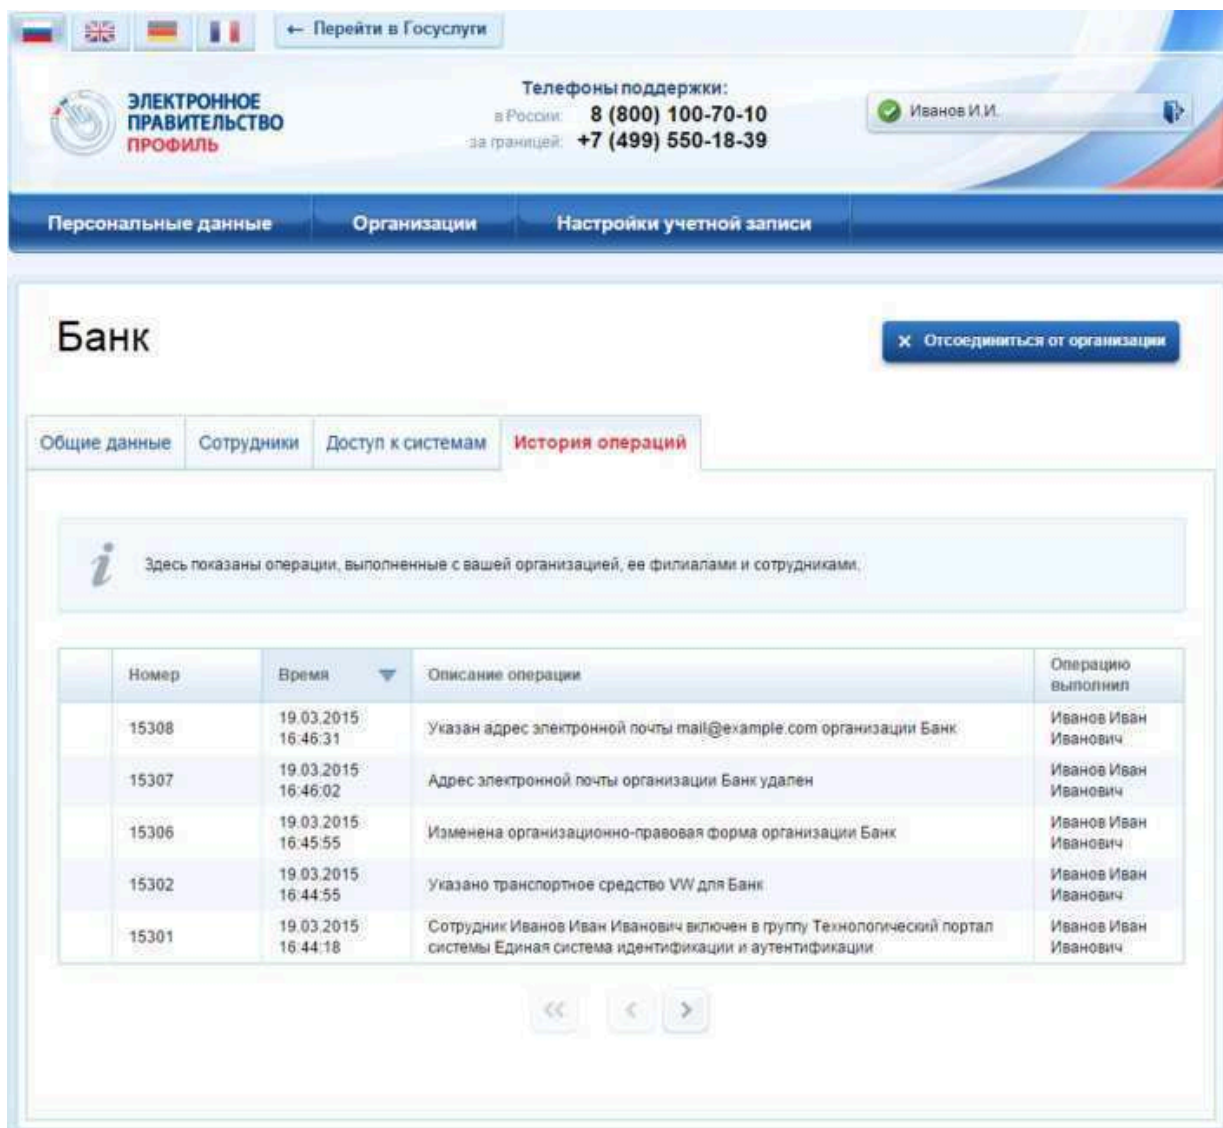 ← Перейти в Госуслуги
ЭЛЕКТРОННОЕ
ПРАВИТЕЛЬСТВО
ПРОФИЛЬ
Телефоны поддержки:
в России: 8 (800) 100-70-10
за границей: +7 (499) 550-18-39
Иванов И.И.
Персональные данные Организации Настройки учетной записи
Банк
x Отсоединиться от организации
Общие данные Сотрудники Доступ к системам История операций
i Здесь показаны операции, выполненные с вашей организацией, ее филиалами и сотрудниками.
Номер Время Описание операции Операцию
выполнил
15308 19.03.2015
16:46:31 Указан адрес электронной почты mail@example.com организации Банк Иванов Иван
Иванович
15307 19.03.2015
16:46:02 Адрес электронной почты организации Банк удален Иванов Иван
Иванович
15306 19.03.2015
16:45:55 Изменена организационно-правовая форма организации Банк Иванов Иван
Иванович
15302 19.03.2015
16:44:55 Указано транспортное средство VW для Банк Иванов Иван
Иванович
15301 19.03.2015
16:44:18 Сотрудник Иванов Иван Иванович включен в группу Технологический портал
системы Единая система идентификации и аутентификации Иванов Иван
Иванович